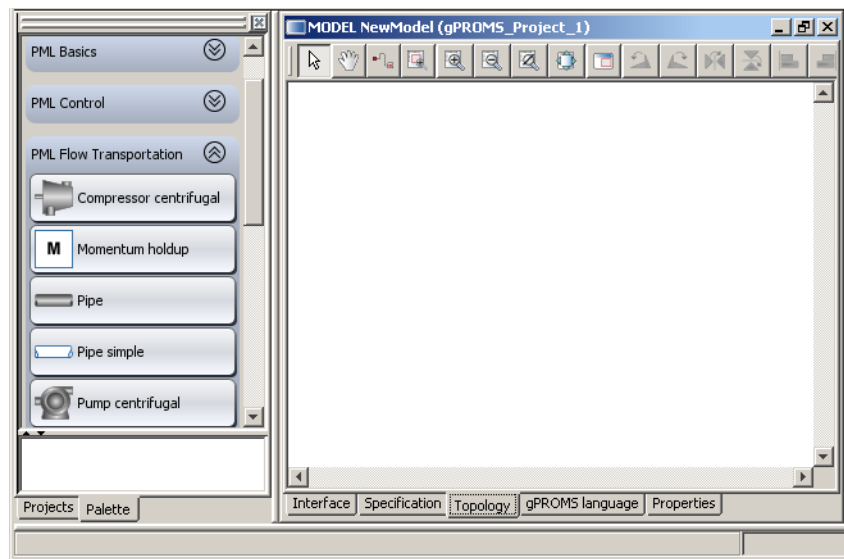 PML Basics
PML Control
PML Flow Transportation
Compressor centrifugal
M Momentum holdup
Pipe
Pipe simple
Pump centrifugal
Projects Palette
MODEL NewModel (gPROMS_Project_1)
Interface Specification Topology gPROMS language Properties